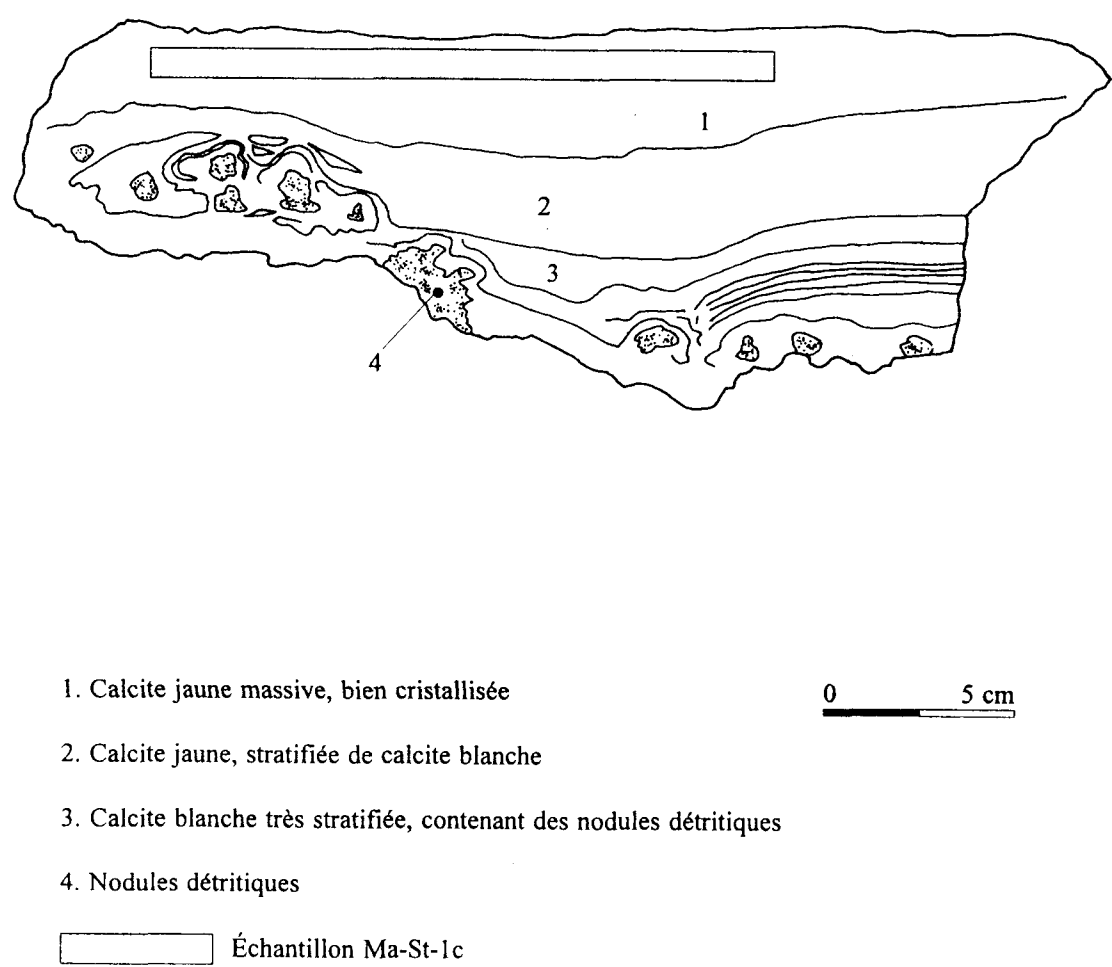 1
2
3
4
1. Calcite jaune massive, bien cristallisée
0 5 cm
2. Calcite jaune, stratifiée de calcite blanche
3. Calcite blanche très stratifiée, contenant des nodules détritiques
4. Nodules détritiques
Échantillon Ma-St-1c